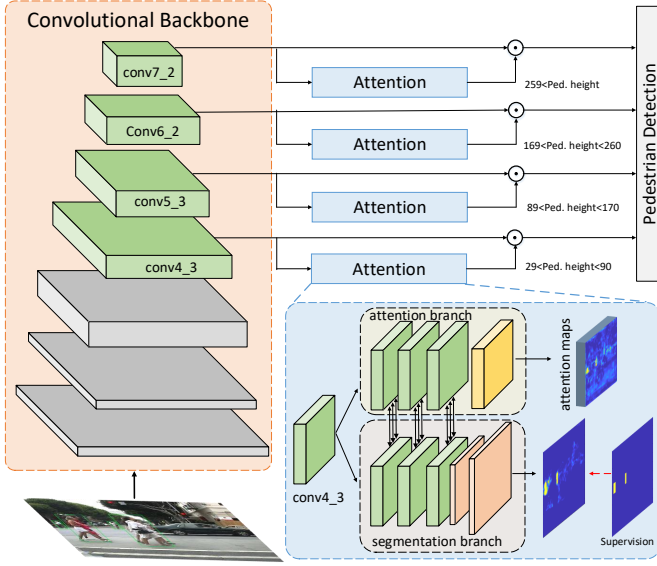 Convolutional Backbone
conv7_2
Attention
259<Ped. height
Conv6_2
Attention
169<Ped. height<260
conv5_3
Attention
89<Ped. height<170
conv4_3
Attention
29<Ped. height<90
Pedestrian Detection
attention branch
attention maps
conv4_3
segmentation branch
Supervision